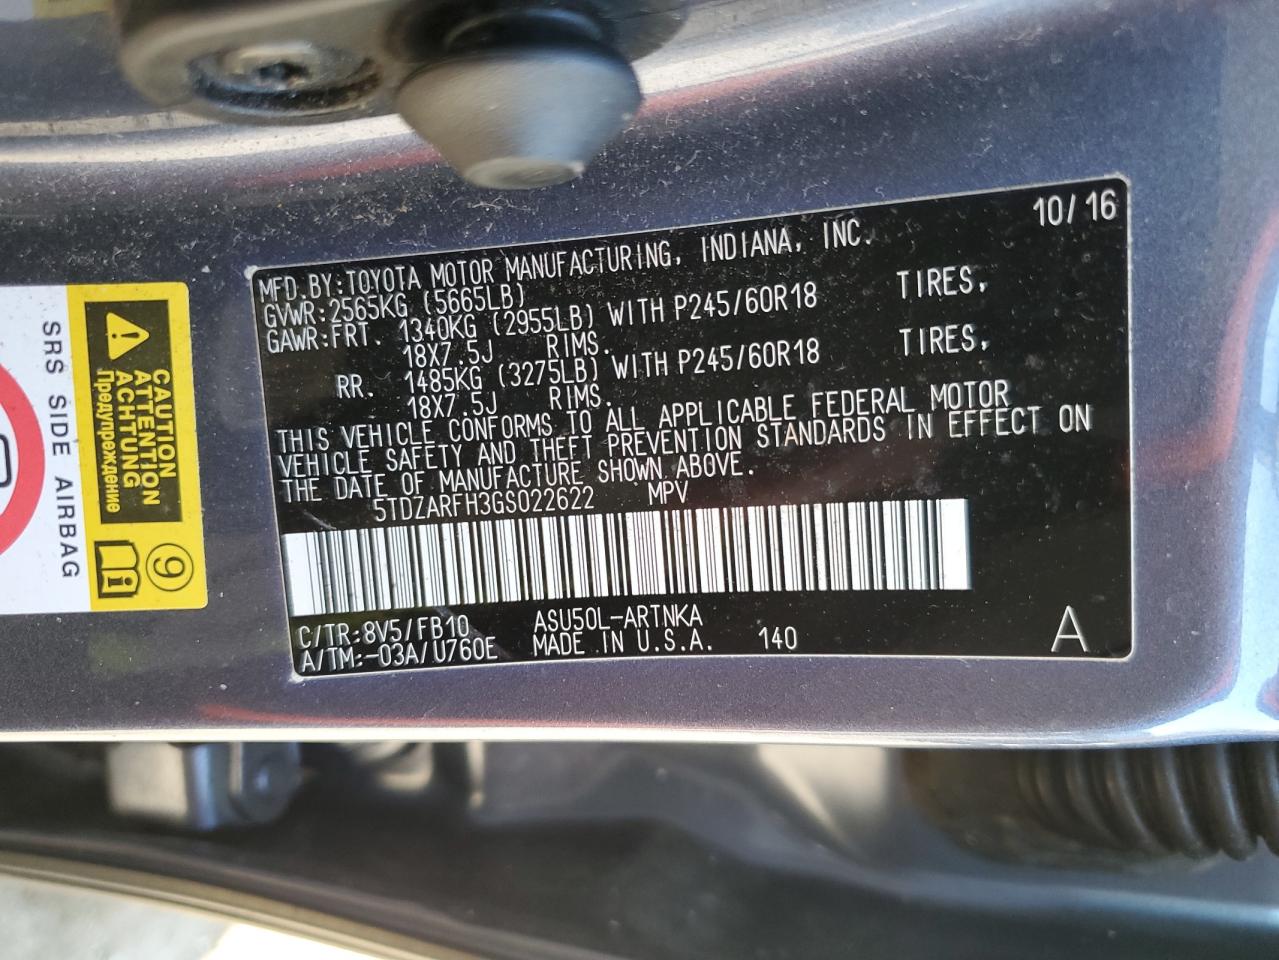 10/16
MFD.BY:TOYOTA MOTOR MANUFACTURING, INDIANA, INC.
GVWR:2565KG (5665LB)
GAWR:FRT. 1340KG (2955LB) WITH P245/60R18 TIRES,
18X7.5J RIMS.
RR. 1485KG (3275LB) WITH P245/60R18 TIRES,
18X7.5J RIMS.
THIS VEHICLE CONFORMS TO ALL APPLICABLE FEDERAL MOTOR
VEHICLE SAFETY AND THEFT PREVENTION STANDARDS IN EFFECT ON
THE DATE OF MANUFACTURE SHOWN ABOVE.
5TDZARFH3GS022622 MPV
C/TR:8V5/FB10 ASU50L-ARTNKA
A/TM:-03A/U760E MADE IN U.S.A. 140 A
CAUTION
ATTENTION
ACHTUNG
Предупреждение
9
SRS SIDE AIRBAG